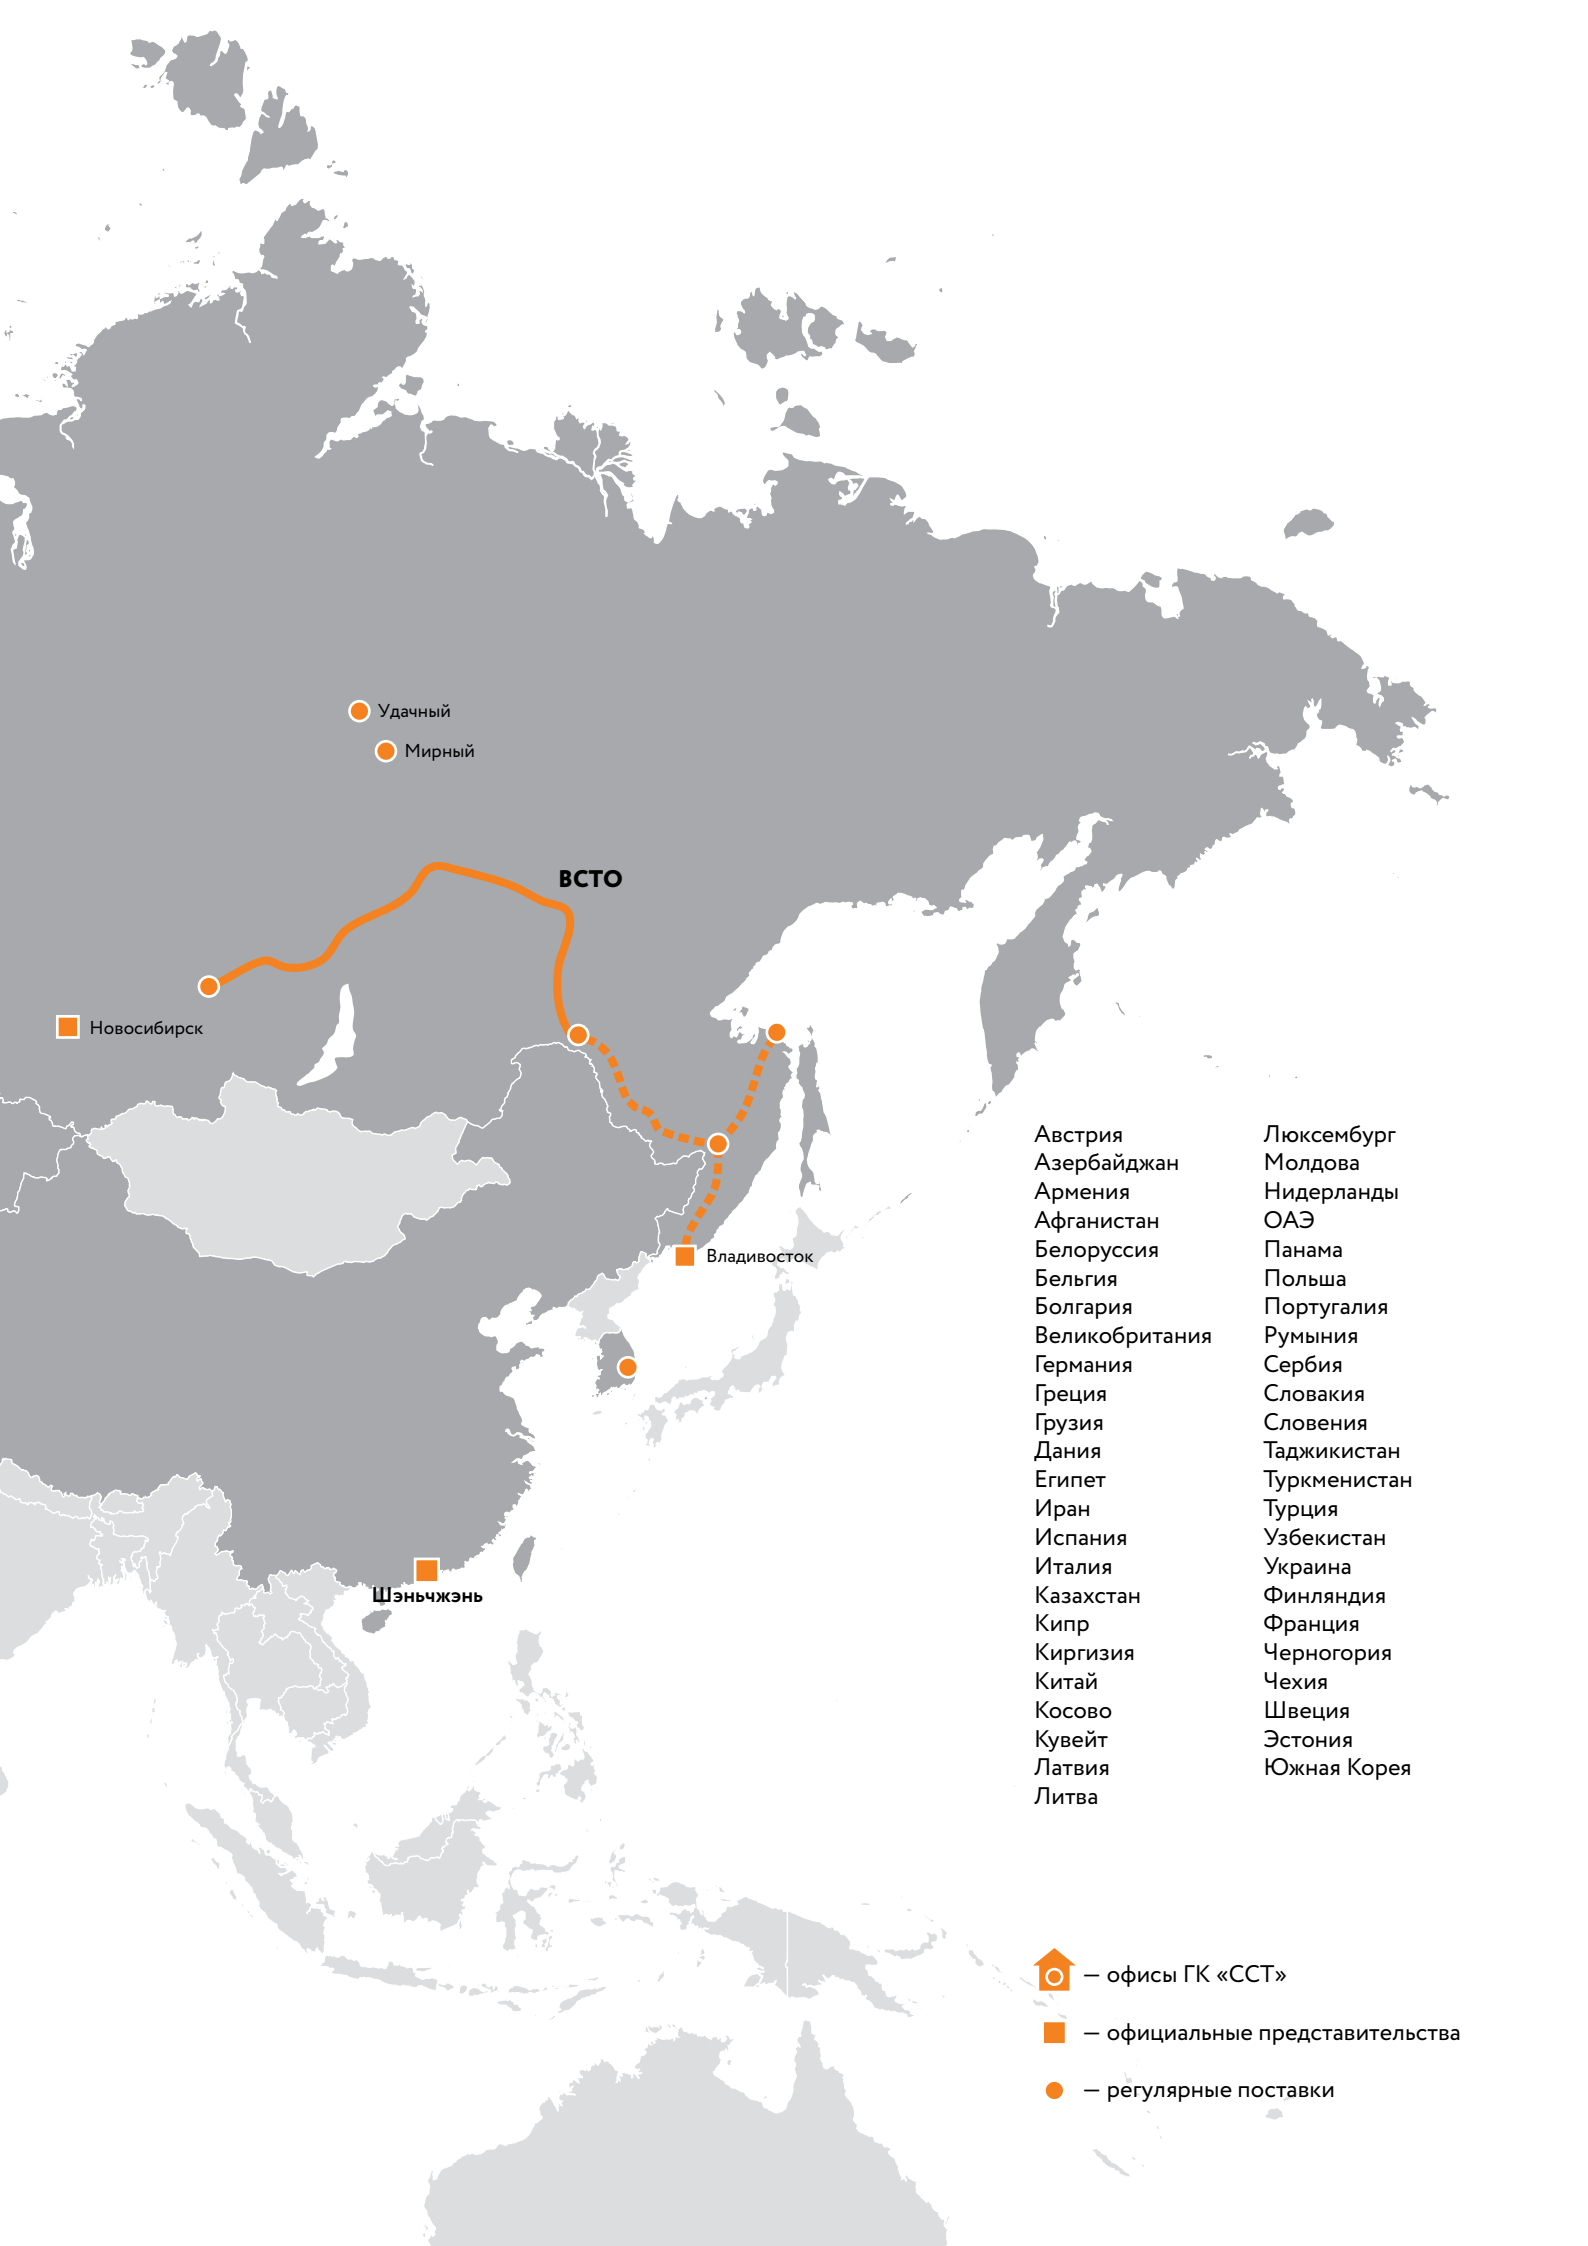 Удачный
Мирный
ВСТО
Новосибирск
Владивосток
Шэньчжэнь
Австрия
Азербайджан
Армения
Афганистан
Белоруссия
Бельгия
Болгария
Великобритания
Германия
Греция
Грузия
Дания
Египет
Иран
Испания
Италия
Казахстан
Кипр
Киргизия
Китай
Косово
Кувейт
Латвия
Литва
Люксембург
Молдова
Нидерланды
ОАЭ
Панама
Польша
Португалия
Румыния
Сербия
Словакия
Словения
Таджикистан
Туркменистан
Турция
Узбекистан
Украина
Финляндия
Франция
Черногория
Чехия
Швеция
Эстония
Южная Корея
— офисы ГК «ССТ»
— официальные представительства
— регулярные поставки